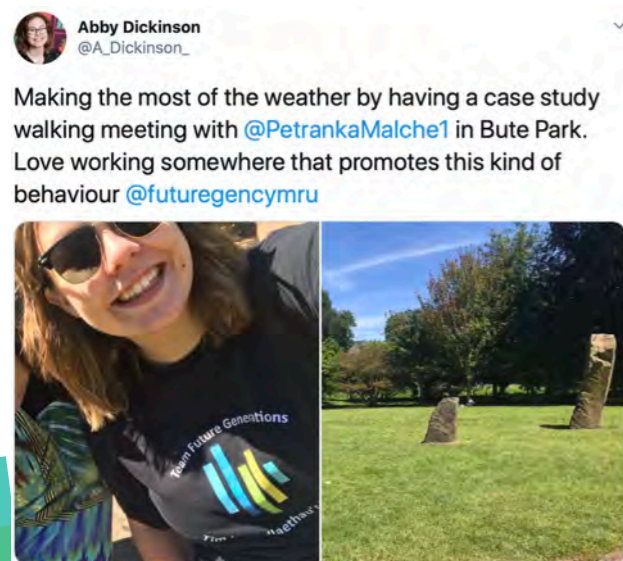 Abby Dickinson
@A_Dickinson_
Making the most of the weather by having a case study
walking meeting with @PetrankaMalche1 in Bute Park.
Love working somewhere that promotes this kind of
behaviour @futuregencymru
Team Future Generations
Tîm